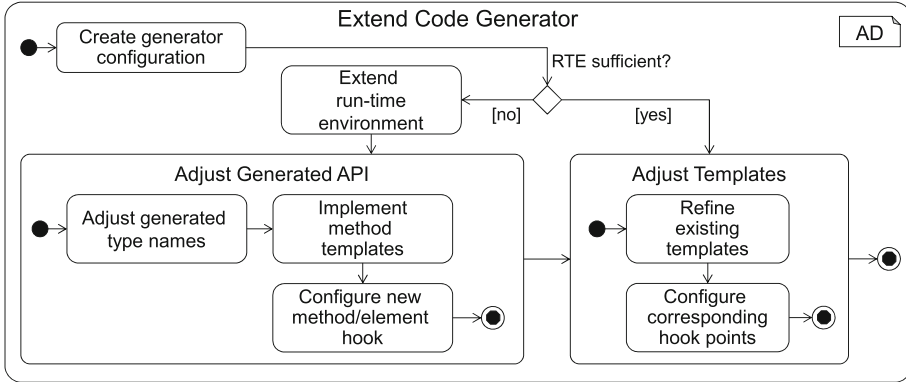 Extend Code Generator
AD
Create generator
configuration
RTE sufficient?
Extend
run-time
environment
[no]
[yes]
Adjust Generated API
Adjust generated
type names
Implement
method
templates
Configure new
method/element
hook
Adjust Templates
Refine
existing
templates
Configure
corresponding
hook points